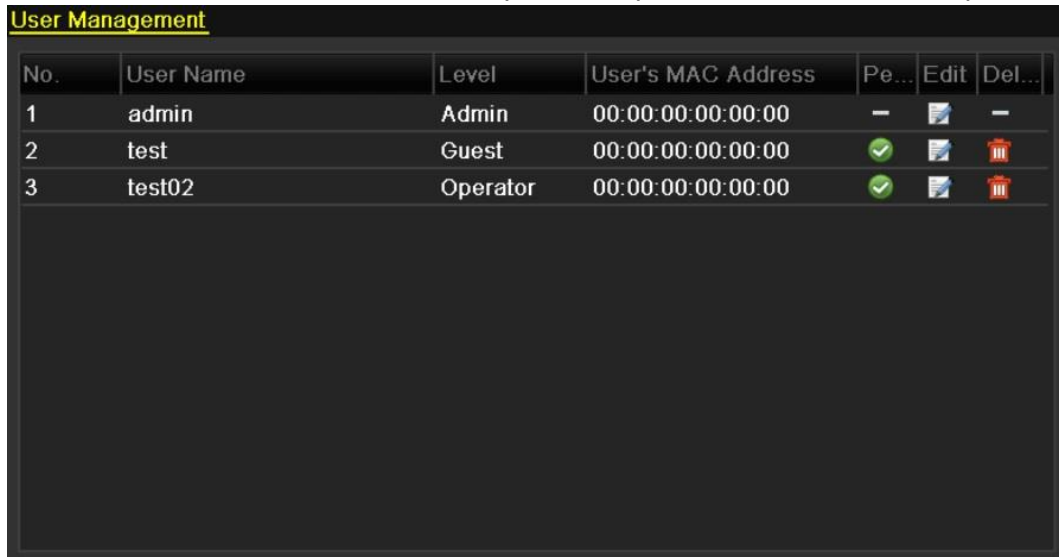 User Management
No. User Name Level User's MAC Address Pe... Edit Del...
1 admin Admin 00:00:00:00:00:00 –
2 test Guest 00:00:00:00:00:00
3 test02 Operator 00:00:00:00:00:00